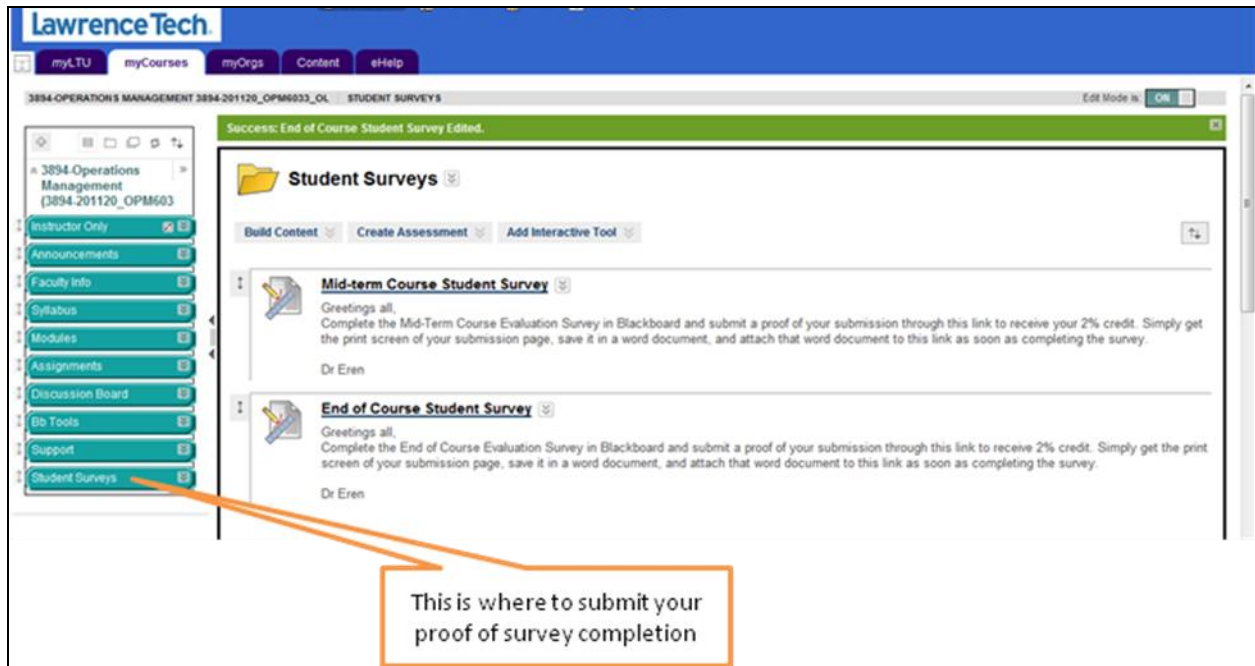 Lawrence Tech.
myLTU myCourses myOrgs Content eHelp
3894-OPERATIONS MANAGEMENT 3894-201120_OPM6033_OL STUDENT SURVEYS Edit Mode is: ON
Success: End of Course Student Survey Edited.
3894-Operations
Management
(3894-201120_OPM603
Instructor Only
Announcements
Faculty Info
Syllabus
Modules
Assignments
Discussion Board
Bb Tools
Support
Student Surveys
Student Surveys
Build Content Create Assessment Add Interactive Tool
Mid-term Course Student Survey
Greetings all,
Complete the Mid-Term Course Evaluation Survey in Blackboard and submit a proof of your submission through this link to receive your 2% credit. Simply get
the print screen of your submission page, save it in a word document, and attach that word document to this link as soon as completing the survey.
Dr Eren
End of Course Student Survey
Greetings all,
Complete the End of Course Evaluation Survey in Blackboard and submit a proof of your submission through this link to receive 2% credit. Simply get the print
screen of your submission page, save it in a word document, and attach that word document to this link as soon as completing the survey.
Dr Eren
This is where to submit your
proof of survey completion